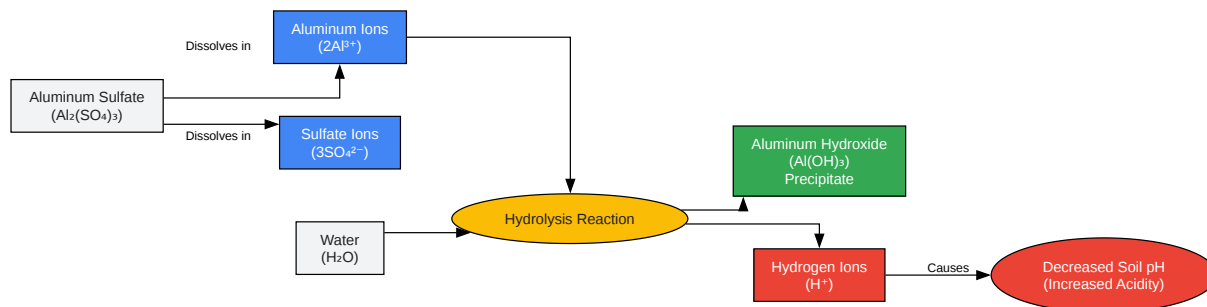 Dissolves in
Aluminum Ions
(2Al³⁺)
Aluminum Sulfate
(Al₂(SO₄)₃)
Dissolves in
Sulfate Ions
(3SO₄²⁻)
Aluminum Hydroxide
(Al(OH)₃)
Precipitate
Hydrolysis Reaction
Water
(H₂O)
Hydrogen Ions
(H⁺)
Causes
Decreased Soil pH
(Increased Acidity)